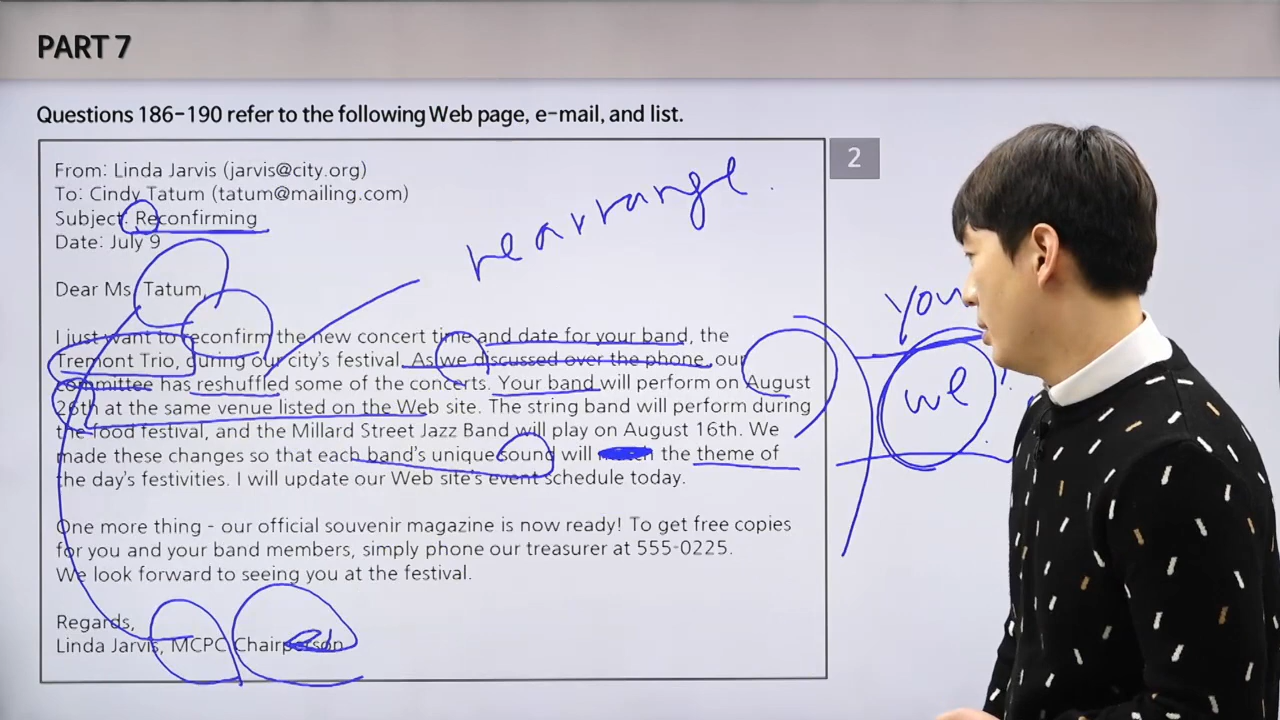 PART 7
Questions 186-190 refer to the following Web page, e-mail, and list.
2
From: Linda Jarvis (jarvis@city.org)
To: Cindy Tatum (tatum@mailing.com)
Subject: Reconfirming
Date: July 9
rearrange.
Dear Ms. Tatum,
you
I just want to reconfirm the new concert time and date for your band, the
Tremont Trio, during our city's festival. As we discussed over the phone, our
committee has reshuffled some of the concerts. Your band will perform on August
we
26th at the same venue listed on the Web site. The string band will perform during
the food festival, and the Millard Street Jazz Band will play on August 16th. We
made these changes so that each band's unique sound will the theme of
the day's festivities. I will update our Web site's event schedule today.
One more thing - our official souvenir magazine is now ready! To get free copies
for you and your band members, simply phone our treasurer at 555-0225.
We look forward to seeing you at the festival.
Regards,
Linda Jarvis, MCPC Chairperson